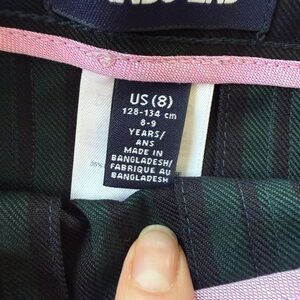 US (8)
128-134 cm
8-9
YEARS/
ANS
MADE IN
BANGLADESH/
FABRIQUE AU
BANGLADESH